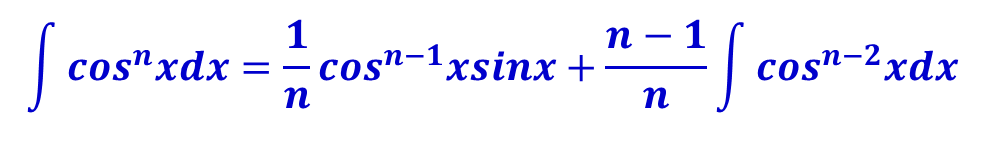 ∫ cosⁿxdx = 1/n cosⁿ⁻¹xsinx + n − 1/n ∫ cosⁿ⁻²xdx